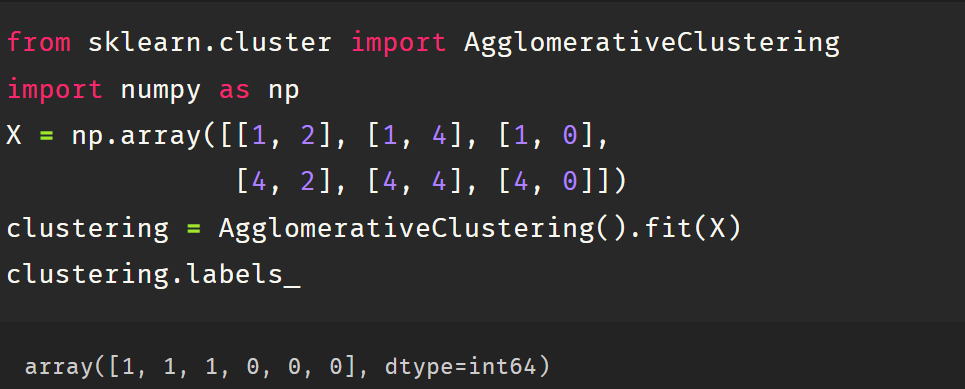 from sklearn.cluster import AgglomerativeClustering
import numpy as np
X = np.array([[1, 2], [1, 4], [1, 0],
              [4, 2], [4, 4], [4, 0]])
clustering = AgglomerativeClustering().fit(X)
clustering.labels_
array([1, 1, 1, 0, 0, 0], dtype=int64)